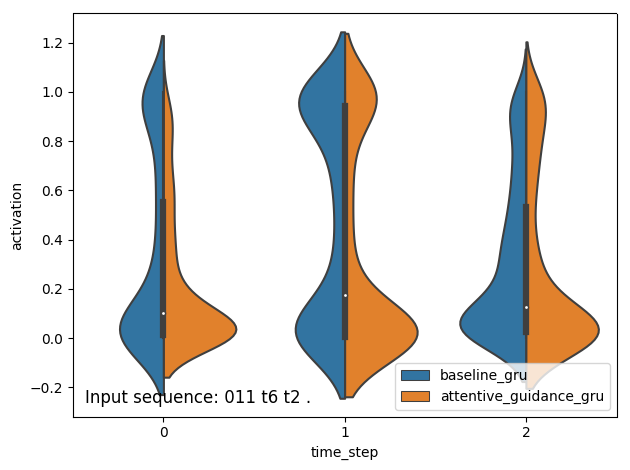 1.2
1.0
0.8
0.6
0.4
0.2
0.0
−0.2
activation
Input sequence: 011 t6 t2 .
baseline_gru
attentive_guidance_gru
0 1 2
time_step